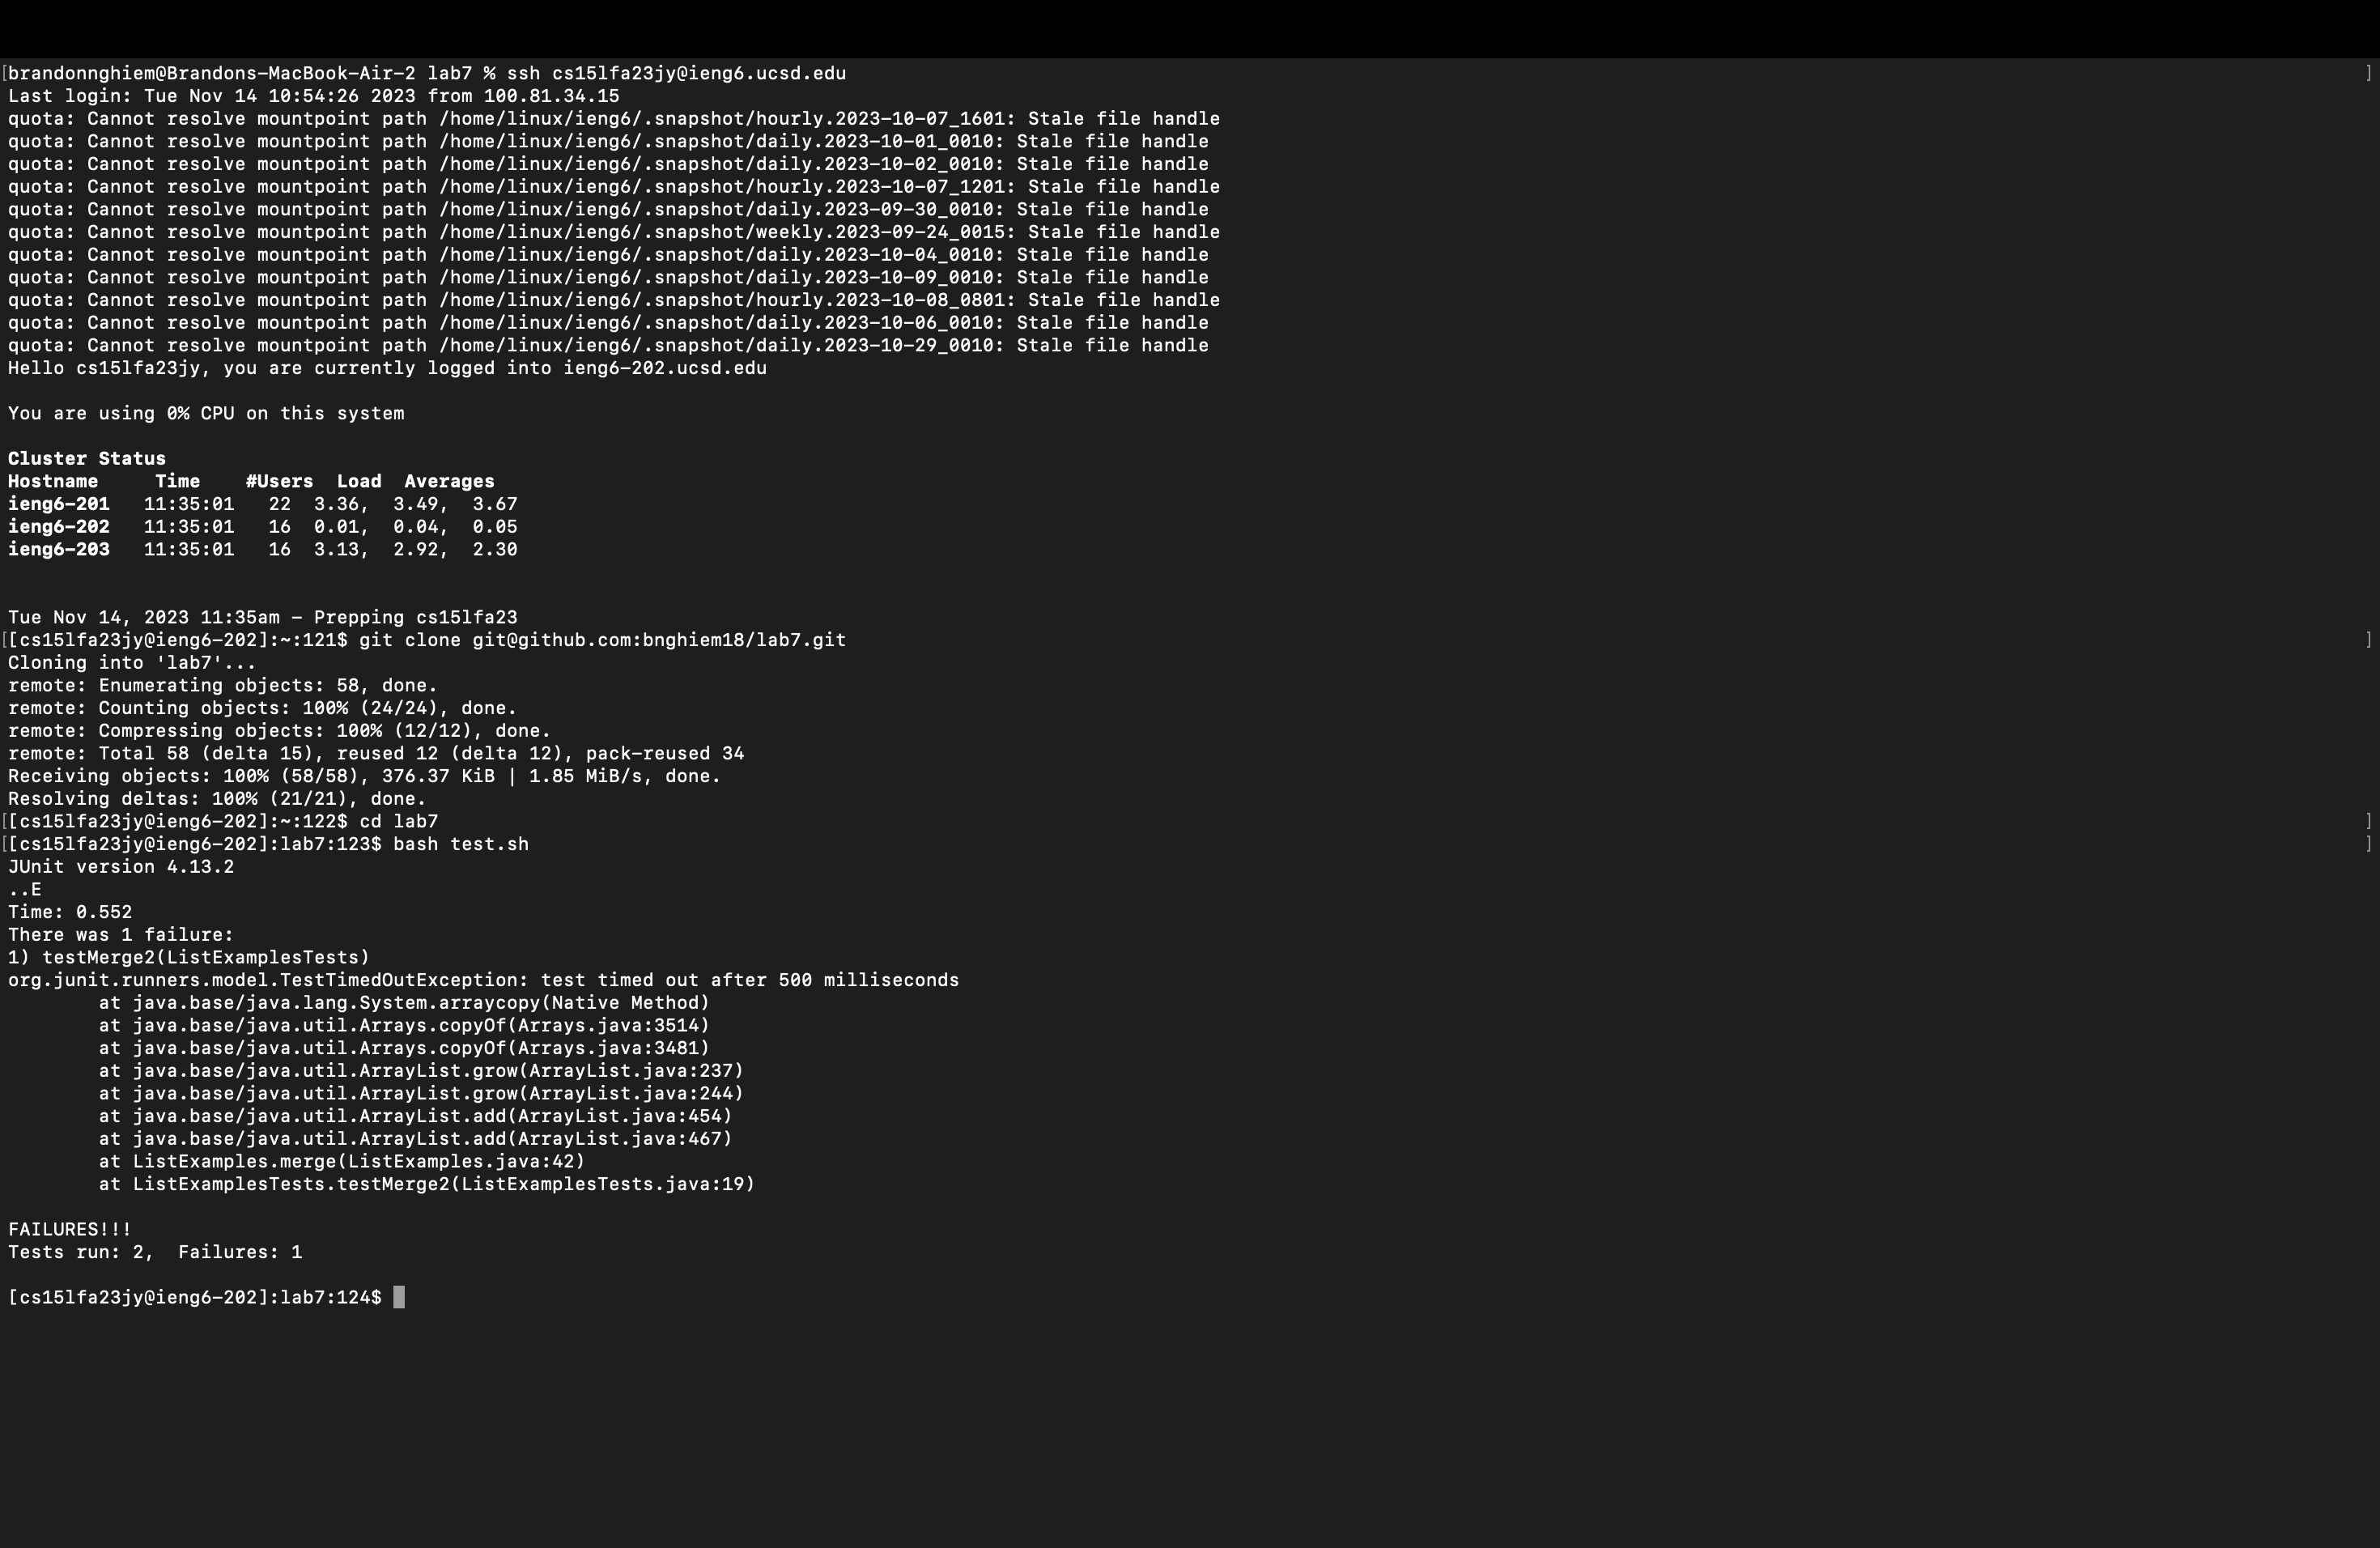 [brandonnghiem@Brandons-MacBook-Air-2 lab7 % ssh cs15lfa23jy@ieng6.ucsd.edu ]
Last login: Tue Nov 14 10:54:26 2023 from 100.81.34.15
quota: Cannot resolve mountpoint path /home/linux/ieng6/.snapshot/hourly.2023-10-07_1601: Stale file handle
quota: Cannot resolve mountpoint path /home/linux/ieng6/.snapshot/daily.2023-10-01_0010: Stale file handle
quota: Cannot resolve mountpoint path /home/linux/ieng6/.snapshot/daily.2023-10-02_0010: Stale file handle
quota: Cannot resolve mountpoint path /home/linux/ieng6/.snapshot/hourly.2023-10-07_1201: Stale file handle
quota: Cannot resolve mountpoint path /home/linux/ieng6/.snapshot/daily.2023-09-30_0010: Stale file handle
quota: Cannot resolve mountpoint path /home/linux/ieng6/.snapshot/weekly.2023-09-24_0015: Stale file handle
quota: Cannot resolve mountpoint path /home/linux/ieng6/.snapshot/daily.2023-10-04_0010: Stale file handle
quota: Cannot resolve mountpoint path /home/linux/ieng6/.snapshot/daily.2023-10-09_0010: Stale file handle
quota: Cannot resolve mountpoint path /home/linux/ieng6/.snapshot/hourly.2023-10-08_0801: Stale file handle
quota: Cannot resolve mountpoint path /home/linux/ieng6/.snapshot/daily.2023-10-06_0010: Stale file handle
quota: Cannot resolve mountpoint path /home/linux/ieng6/.snapshot/daily.2023-10-29_0010: Stale file handle
Hello cs15lfa23jy, you are currently logged into ieng6-202.ucsd.edu
You are using 0% CPU on this system
Cluster Status
Hostname     Time    #Users  Load  Averages
ieng6-201   11:35:01   22  3.36,  3.49,  3.67
ieng6-202   11:35:01   16  0.01,  0.04,  0.05
ieng6-203   11:35:01   16  3.13,  2.92,  2.30
Tue Nov 14, 2023 11:35am - Prepping cs15lfa23
[[cs15lfa23jy@ieng6-202]:~:121$ git clone git@github.com:bnghiem18/lab7.git ]
Cloning into 'lab7'...
remote: Enumerating objects: 58, done.
remote: Counting objects: 100% (24/24), done.
remote: Compressing objects: 100% (12/12), done.
remote: Total 58 (delta 15), reused 12 (delta 12), pack-reused 34
Receiving objects: 100% (58/58), 376.37 KiB | 1.85 MiB/s, done.
Resolving deltas: 100% (21/21), done.
[[cs15lfa23jy@ieng6-202]:~:122$ cd lab7 ]
[[cs15lfa23jy@ieng6-202]:lab7:123$ bash test.sh ]
JUnit version 4.13.2
..E
Time: 0.552
There was 1 failure:
1) testMerge2(ListExamplesTests)
org.junit.runners.model.TestTimedOutException: test timed out after 500 milliseconds
        at java.base/java.lang.System.arraycopy(Native Method)
        at java.base/java.util.Arrays.copyOf(Arrays.java:3514)
        at java.base/java.util.Arrays.copyOf(Arrays.java:3481)
        at java.base/java.util.ArrayList.grow(ArrayList.java:237)
        at java.base/java.util.ArrayList.grow(ArrayList.java:244)
        at java.base/java.util.ArrayList.add(ArrayList.java:454)
        at java.base/java.util.ArrayList.add(ArrayList.java:467)
        at ListExamples.merge(ListExamples.java:42)
        at ListExamplesTests.testMerge2(ListExamplesTests.java:19)
FAILURES!!!
Tests run: 2,  Failures: 1
[cs15lfa23jy@ieng6-202]:lab7:124$